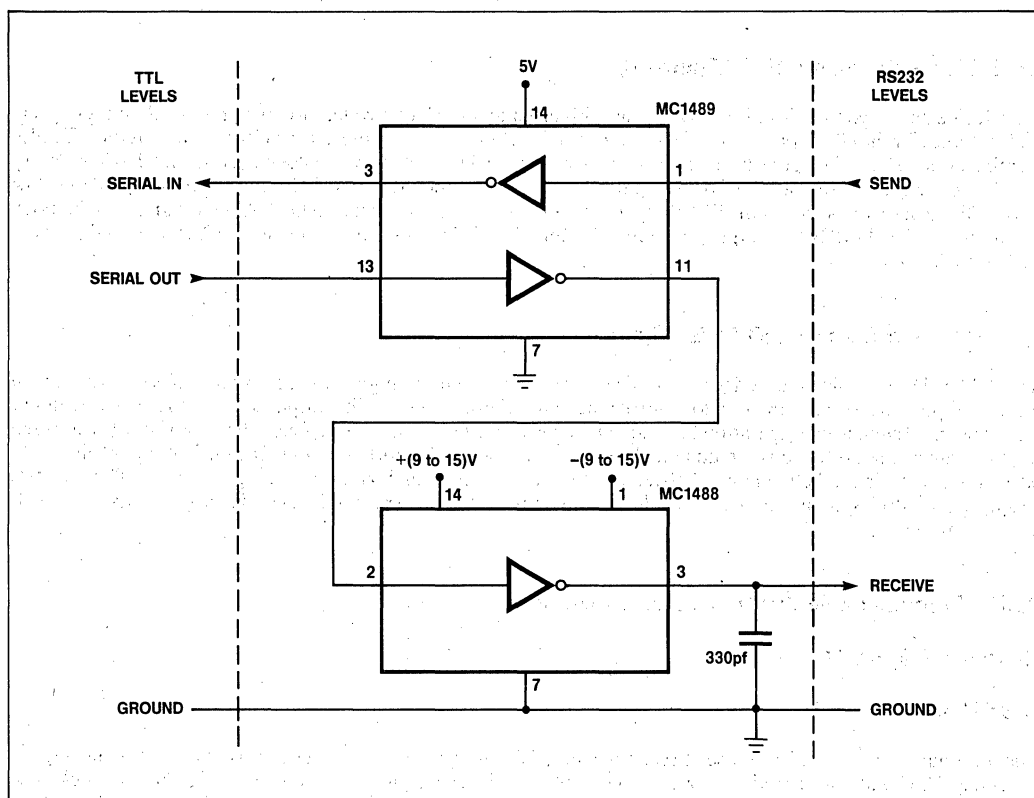 TTL
LEVELS
5V
RS232
LEVELS
14
MC1489
SERIAL IN
3
1
SEND
SERIAL OUT
13
11
7
+(9 to 15)V
–(9 to 15)V
14
1
MC1488
2
3
RECEIVE
330pf
7
GROUND
GROUND